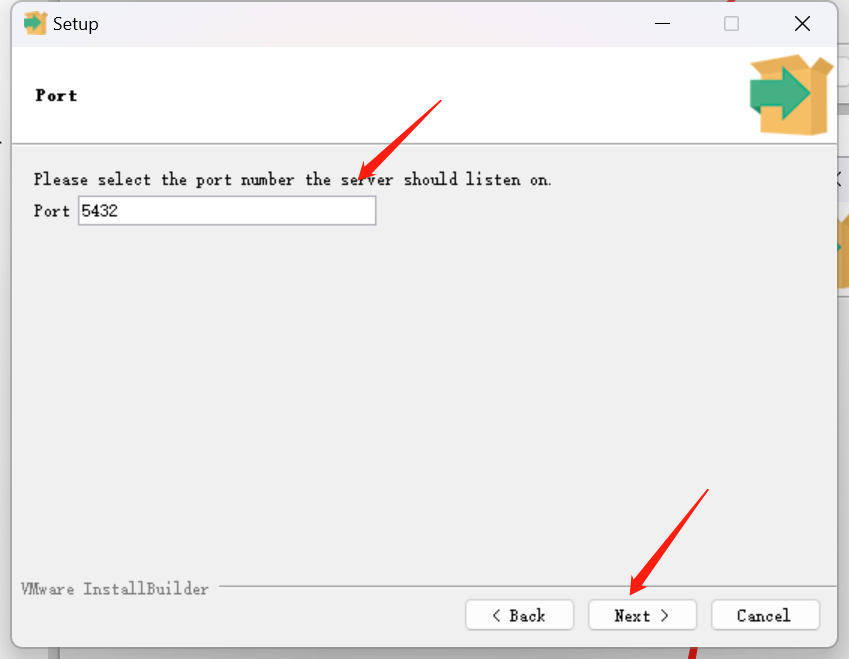 Setup
Port
Please select the port number the server should listen on.
Port 5432
VMware InstallBuilder
< Back Next > Cancel